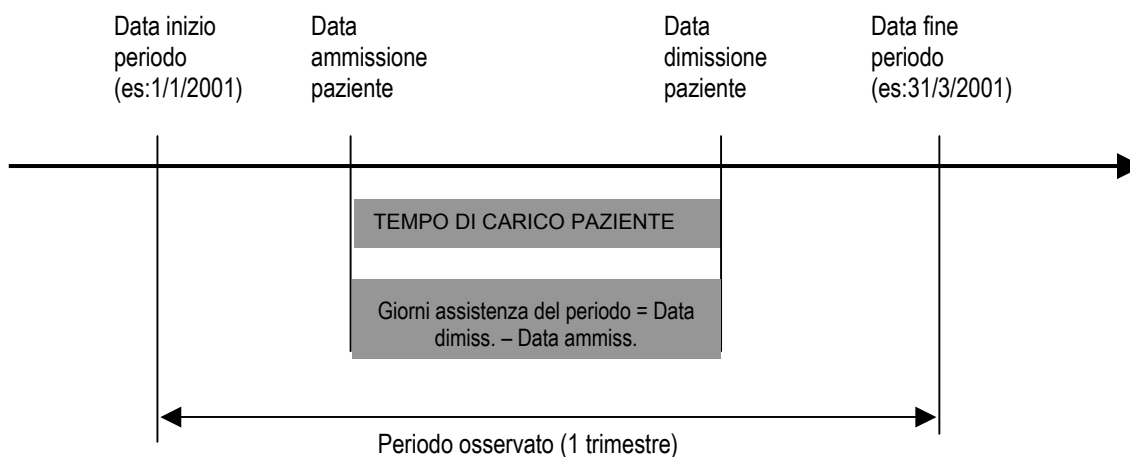 Data inizio
periodo
(es:1/1/2001)
Data
ammissione
paziente
Data
dimissione
paziente
Data fine
periodo
(es:31/3/2001)
TEMPO DI CARICO PAZIENTE
Giorni assistenza del periodo = Data
dimiss. – Data ammiss.
Periodo osservato (1 trimestre)